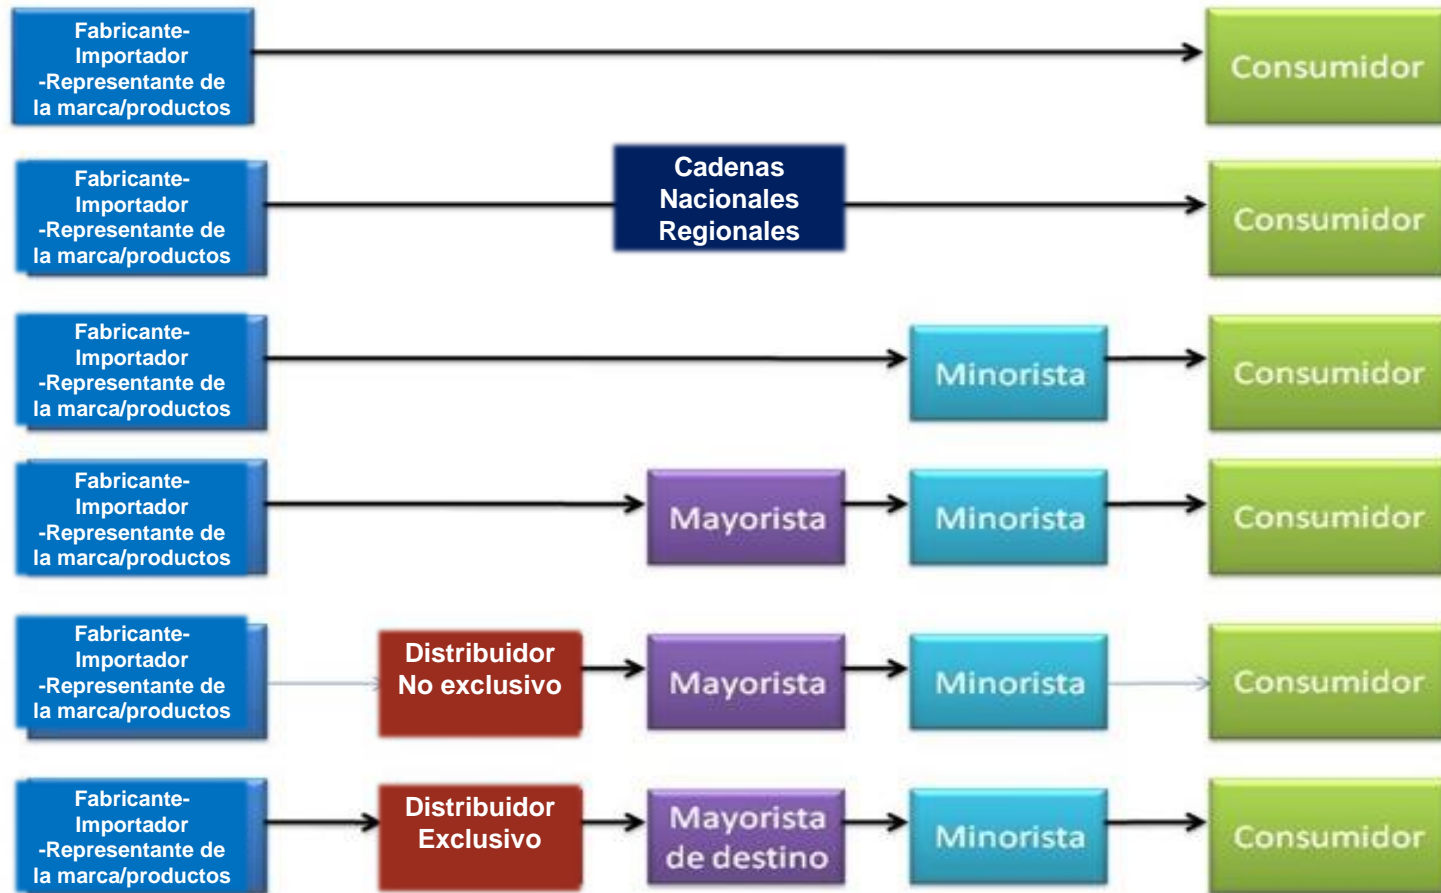 Fabricante-
Importador
-Representante de
la marca/productos
Consumidor
Fabricante-
Importador
-Representante de
la marca/productos
Cadenas
Nacionales
Regionales
Consumidor
Fabricante-
Importador
-Representante de
la marca/productos
Minorista
Consumidor
Fabricante-
Importador
-Representante de
la marca/productos
Mayorista
Minorista
Consumidor
Fabricante-
Importador
-Representante de
la marca/productos
Distribuidor
No exclusivo
Mayorista
Minorista
Consumidor
Fabricante-
Importador
-Representante de
la marca/productos
Distribuidor
Exclusivo
Mayorista
de destino
Minorista
Consumidor